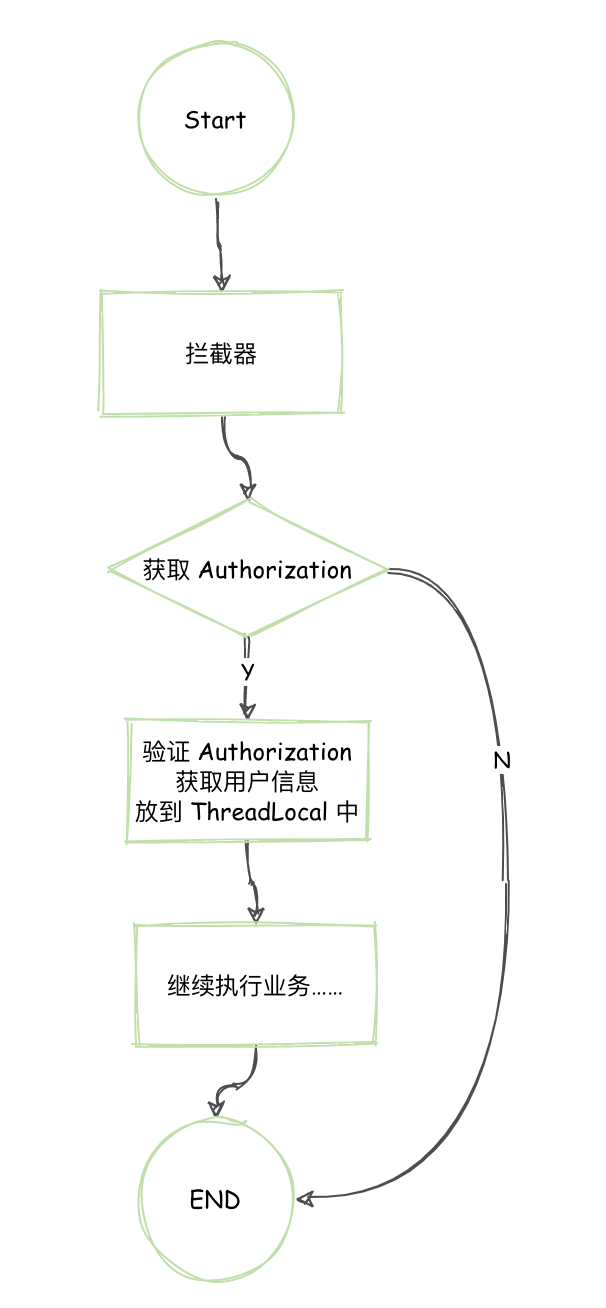 Start
拦截器
获取 Authorization
y
验证 Authorization
获取用户信息
放到 ThreadLocal 中
N
继续执行业务……
END